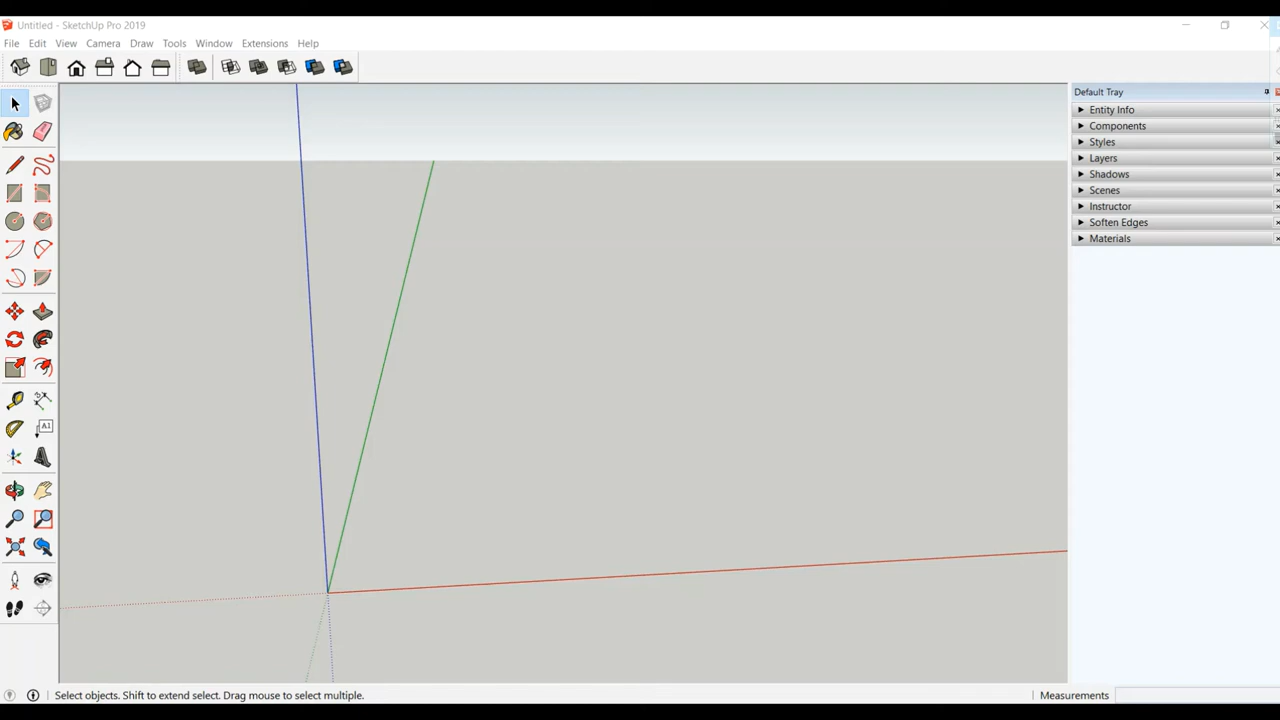 Untitled - SketchUp Pro 2019
File Edit View Camera Draw Tools Window Extensions Help
Default Tray
Entity Info
Components
Styles
Layers
Shadows
Scenes
Instructor
Soften Edges
Materials
A1
Select objects. Shift to extend select. Drag mouse to select multiple.
Measurements